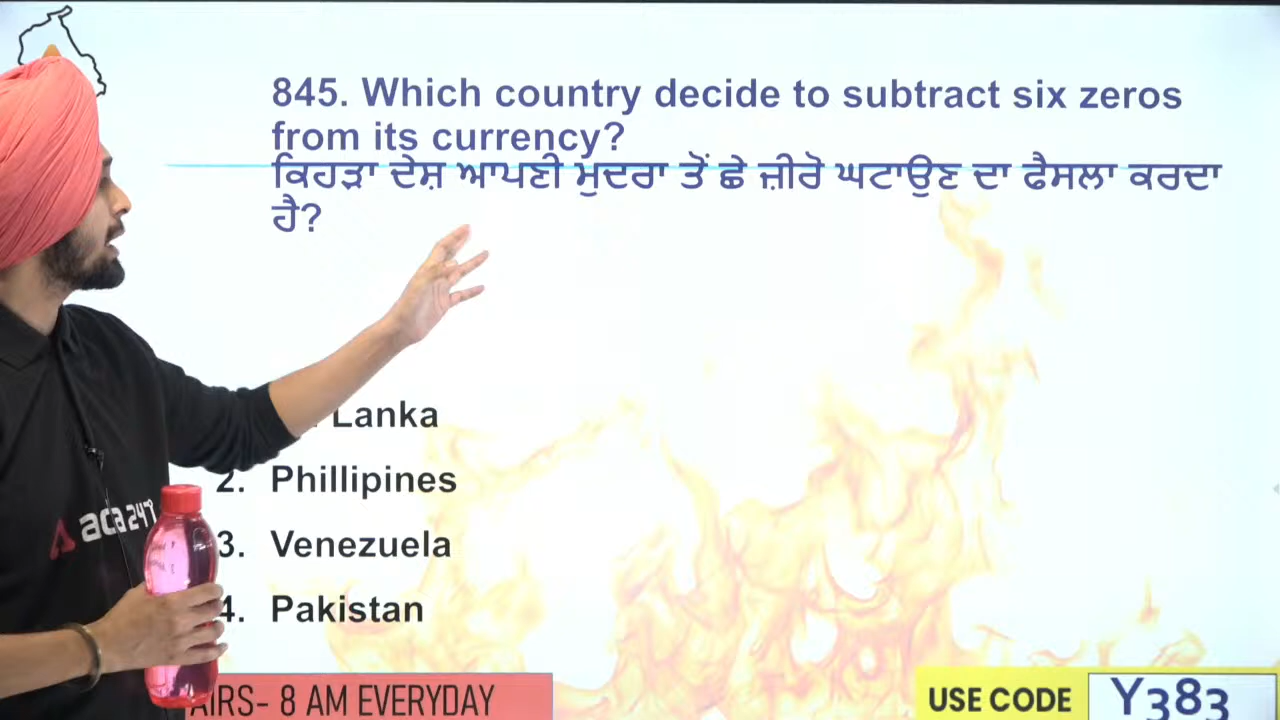 845. Which country decide to subtract six zeros
from its currency?
ਕਿਹੜਾ ਦੇਸ਼ ਆਪਣੀ ਮੁਦਰਾ ਤੋਂ ਛੇ ਜ਼ੀਰੋ ਘਟਾਉਣ ਦਾ ਫੈਸਲਾ ਕਰਦਾ
ਹੈ?
Lanka
2. Phillipines
3. Venezuela
4. Pakistan
AIRS- 8 AM EVERYDAY
USE CODE Y383